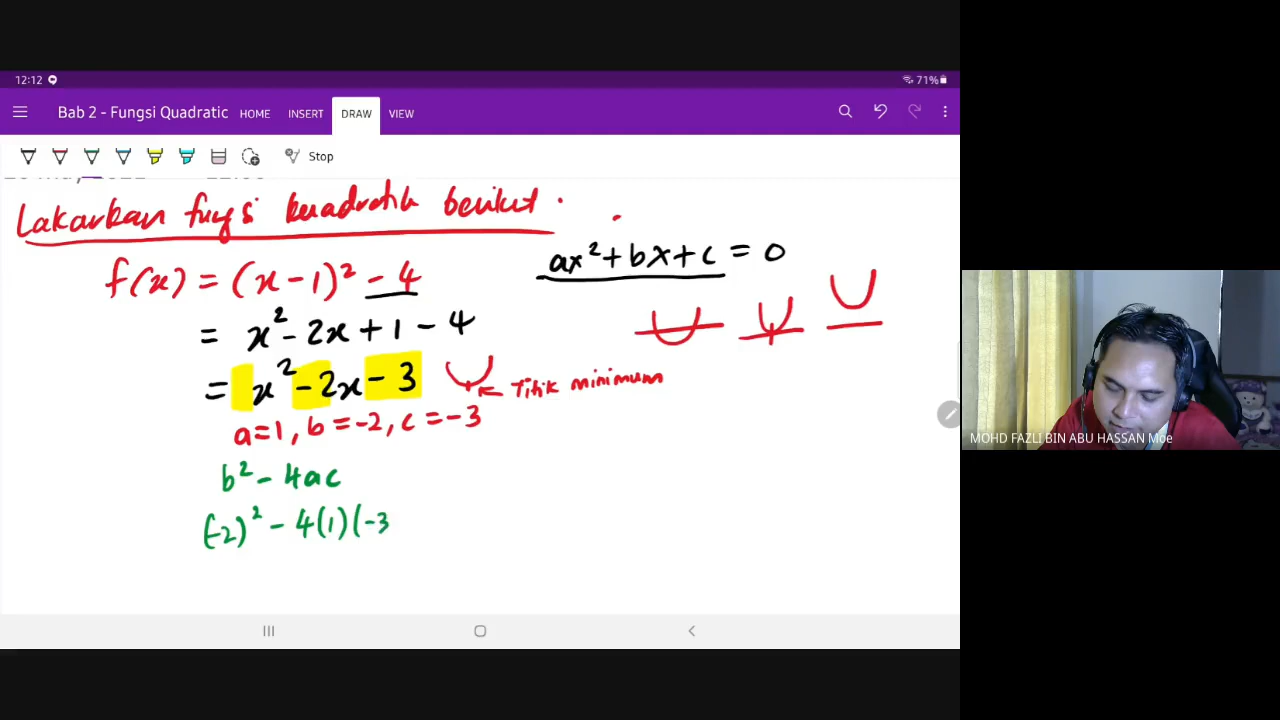 12:12 71%
Bab 2 - Fungsi Quadratic HOME INSERT DRAW VIEW
Stop
Lakarkan fungsi kuadratik berikut.
f(x) = (x-1)² - 4
ax² + bx + c = 0
= x² - 2x + 1 - 4
= x² - 2x - 3
Titik minimum
a=1, b=-2, c=-3
b² - 4ac
(-2)² - 4(1)(-3
MOHD FAZLI BIN ABU HASSAN Moe